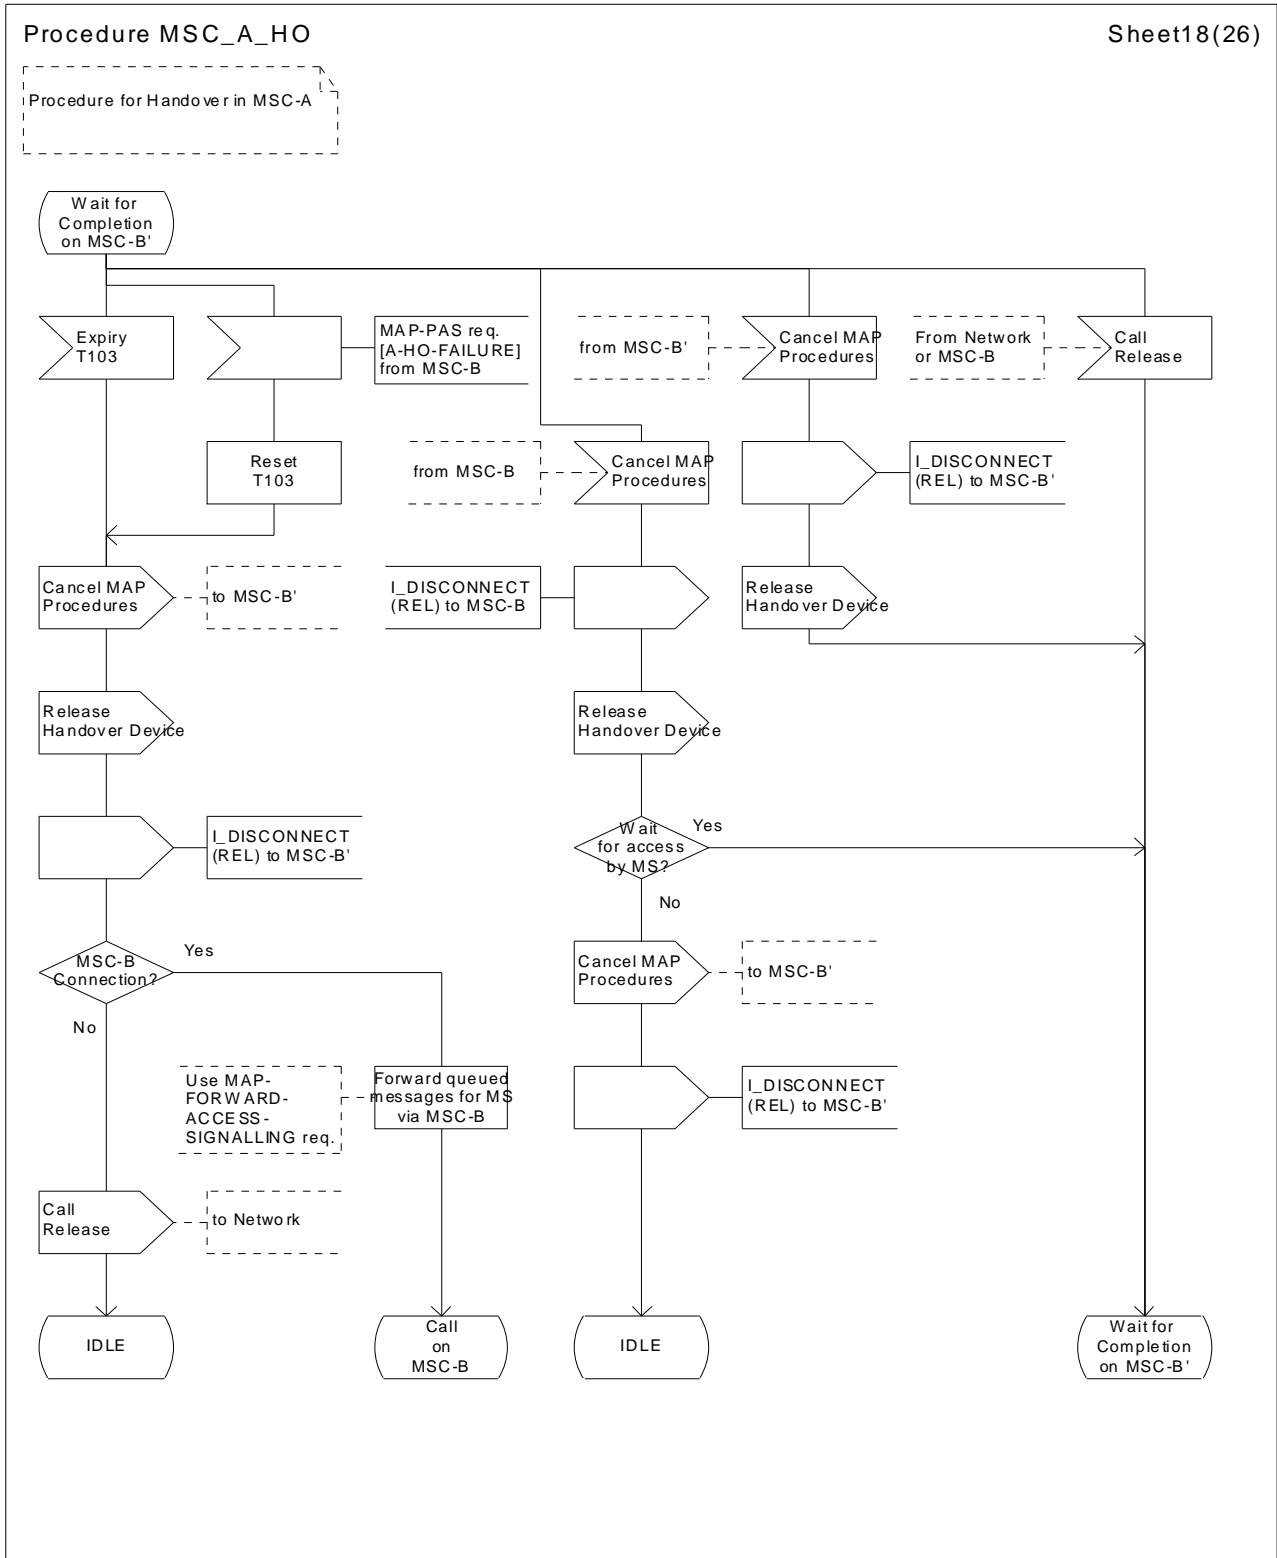 Procedure MSC_A_HO
Sheet18(26)
Procedure for Handover in MSC-A
Wait for
Completion
on MSC-B'
Expiry
T103
MAP-PAS req.
[A-HO-FAILURE]
from MSC-B
from MSC-B'
Cancel MAP
Procedures
From Network
or MSC-B
Call
Release
Reset
T103
from MSC-B
Cancel MAP
Procedures
I_DISCONNECT
(REL) to MSC-B'
Cancel MAP
Procedures
to MSC-B'
I_DISCONNECT
(REL) to MSC-B
Release
Handover Device
Release
Handover Device
Release
Handover Device
I_DISCONNECT
(REL) to MSC-B'
Wait
for access
by MS?
Yes
No
MSC-B
Connection?
Yes
No
Cancel MAP
Procedures
to MSC-B'
Use MAP-
FORWARD-
ACCESS-
SIGNALLING req.
Forward queued
messages for MS
via MSC-B
I_DISCONNECT
(REL) to MSC-B'
Call
Release
to Network
IDLE
Call
on
MSC-B
IDLE
Wait for
Completion
on MSC-B'